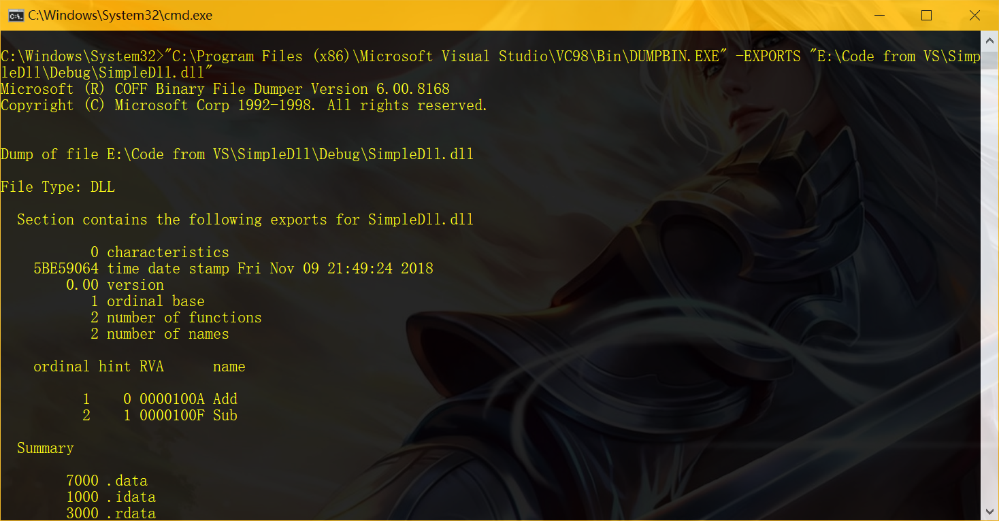 C:\Windows\System32\cmd.exe
C:\Windows\System32>"C:\Program Files (x86)\Microsoft Visual Studio\VC98\Bin\DUMPBIN.EXE" -EXPORTS "E:\Code from VS\Simp
leDll\Debug\SimpleDll.dll"
Microsoft (R) COFF Binary File Dumper Version 6.00.8168
Copyright (C) Microsoft Corp 1992-1998. All rights reserved.
Dump of file E:\Code from VS\SimpleDll\Debug\SimpleDll.dll
File Type: DLL
Section contains the following exports for SimpleDll.dll
0 characteristics
5BE59064 time date stamp Fri Nov 09 21:49:24 2018
0.00 version
1 ordinal base
2 number of functions
2 number of names
ordinal hint RVA      name
1    0 0000100A Add
2    1 0000100F Sub
Summary
7000 .data
1000 .idata
3000 .rdata